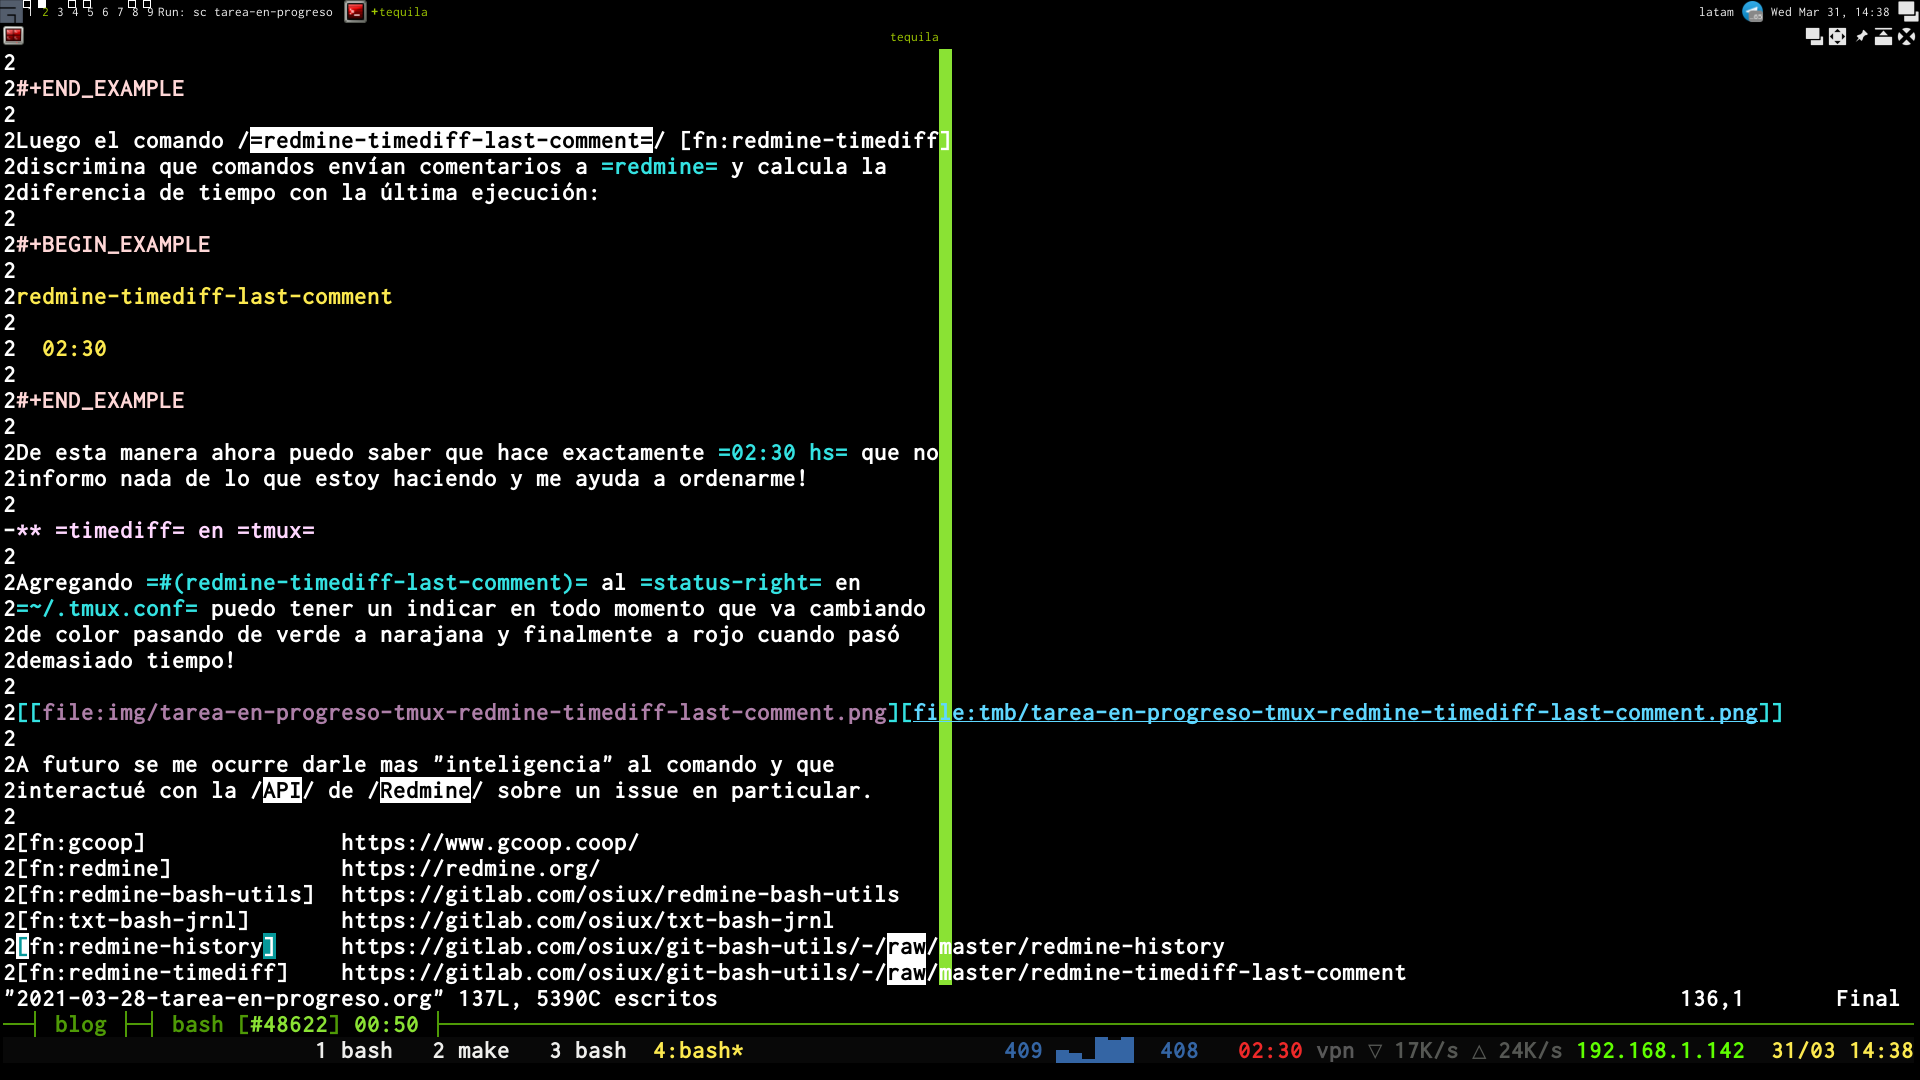 1 2 3 4 5 6 7 8 9 Run: sc tarea-en-progreso +tequila latam Wed Mar 31, 14:38
tequila
2
2#+END_EXAMPLE
2
2Luego el comando /=redmine-timediff-last-comment=/ [fn:redmine-timediff]
2discrimina que comandos envían comentarios a =redmine= y calcula la
2diferencia de tiempo con la última ejecución:
2
2#+BEGIN_EXAMPLE
2
2redmine-timediff-last-comment
2
2  02:30
2
2#+END_EXAMPLE
2
2De esta manera ahora puedo saber que hace exactamente =02:30 hs= que no
2informo nada de lo que estoy haciendo y me ayuda a ordenarme!
2
-** =timediff= en =tmux=
2
2Agregando =#(redmine-timediff-last-comment)= al =status-right= en
2=~/.tmux.conf= puedo tener un indicar en todo momento que va cambiando
2de color pasando de verde a narajana y finalmente a rojo cuando pasó
2demasiado tiempo!
2
2[[file:img/tarea-en-progreso-tmux-redmine-timediff-last-comment.png][file:tmb/tarea-en-progreso-tmux-redmine-timediff-last-comment.png]]
2
2A futuro se me ocurre darle mas "inteligencia" al comando y que
2interactué con la /API/ de /Redmine/ sobre un issue en particular.
2
2[fn:gcoop]               https://www.gcoop.coop/
2[fn:redmine]             https://redmine.org/
2[fn:redmine-bash-utils]  https://gitlab.com/osiux/redmine-bash-utils
2[fn:txt-bash-jrnl]       https://gitlab.com/osiux/txt-bash-jrnl
2[fn:redmine-history]     https://gitlab.com/osiux/git-bash-utils/-/raw/master/redmine-history
2[fn:redmine-timediff]    https://gitlab.com/osiux/git-bash-utils/-/raw/master/redmine-timediff-last-comment
"2021-03-28-tarea-en-progreso.org" 137L, 5390C escritos 136,1 Final
blog bash [#48622] 00:50
1 bash 2 make 3 bash 4:bash* 409 408 02:30 vpn ▽ 17K/s △ 24K/s 192.168.1.142 31/03 14:38